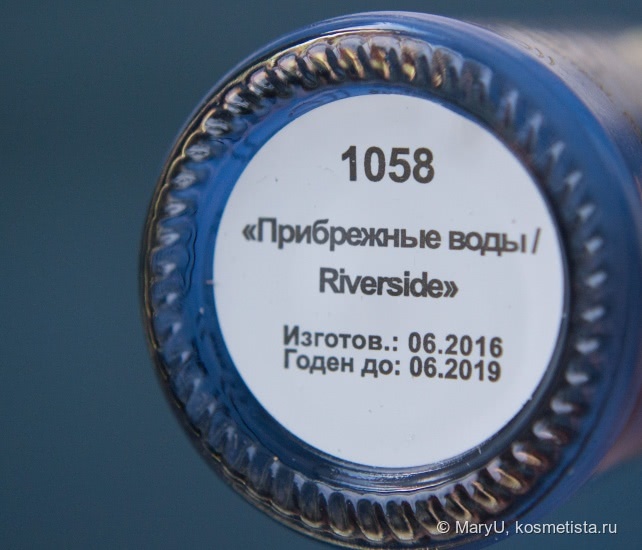 1058
«Прибрежные воды /
Riverside»
Изготов.: 06.2016
Годен до: 06.2019
© MaryU, kosmetista.ru